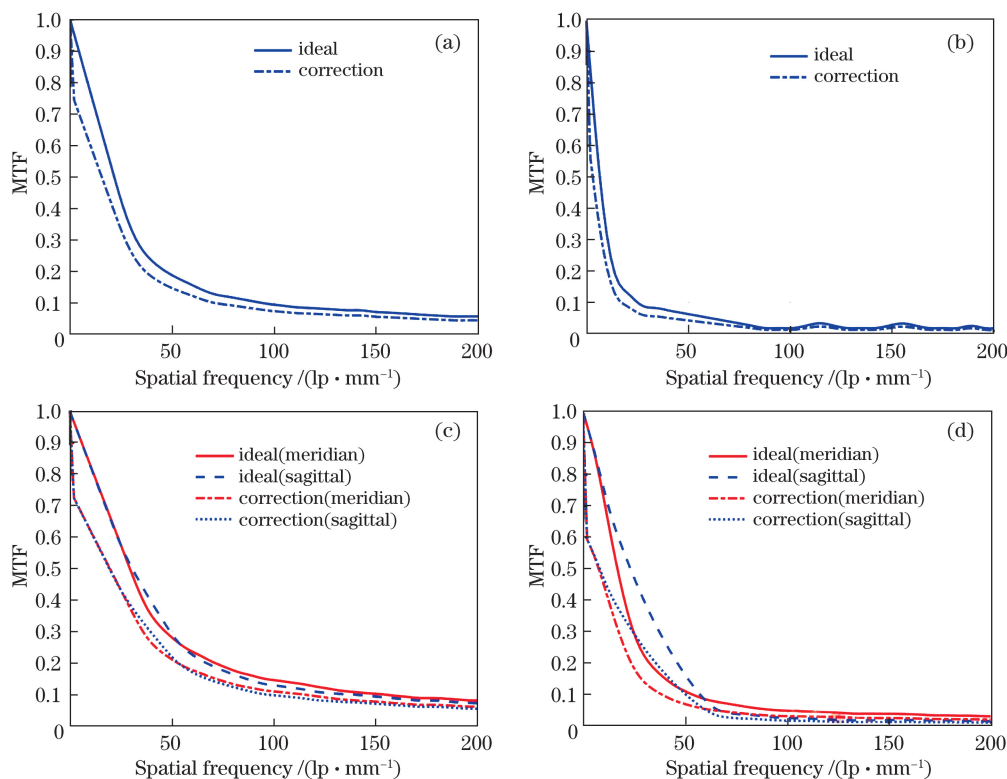 (a)
ideal
correction
MTF
1.0
0.9
0.8
0.7
0.6
0.5
0.4
0.3
0.2
0.1
0
50
100
150
200
Spatial frequency /(lp · mm⁻¹)
(b)
ideal
correction
MTF
1.0
0.9
0.8
0.7
0.6
0.5
0.4
0.3
0.2
0.1
0
50
100
150
200
Spatial frequency /(lp · mm⁻¹)
(c)
ideal(meridian)
ideal(sagittal)
correction(meridian)
correction(sagittal)
MTF
1.0
0.9
0.8
0.7
0.6
0.5
0.4
0.3
0.2
0.1
0
50
100
150
200
Spatial frequency /(lp · mm⁻¹)
(d)
ideal(meridian)
ideal(sagittal)
correction(meridian)
correction(sagittal)
MTF
1.0
0.9
0.8
0.7
0.6
0.5
0.4
0.3
0.2
0.1
0
50
100
150
200
Spatial frequency /(lp · mm⁻¹)